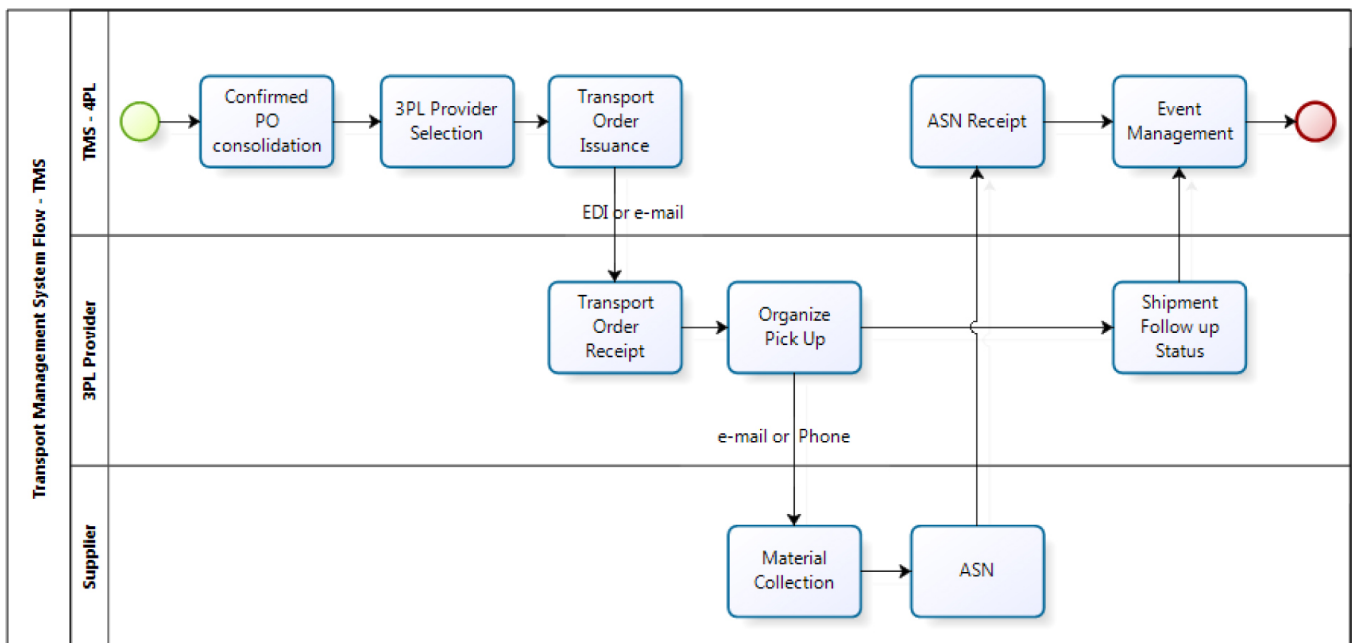 Transport Management System Flow - TMS
TMS - 4PL
Confirmed
PO
consolidation
3PL Provider
Selection
Transport
Order
Issuance
ASN Receipt
Event
Management
EDI or e-mail
3PL Provider
Transport
Order
Receipt
Organize
Pick Up
Shipment
Follow up
Status
e-mail or Phone
Supplier
Material
Collection
ASN